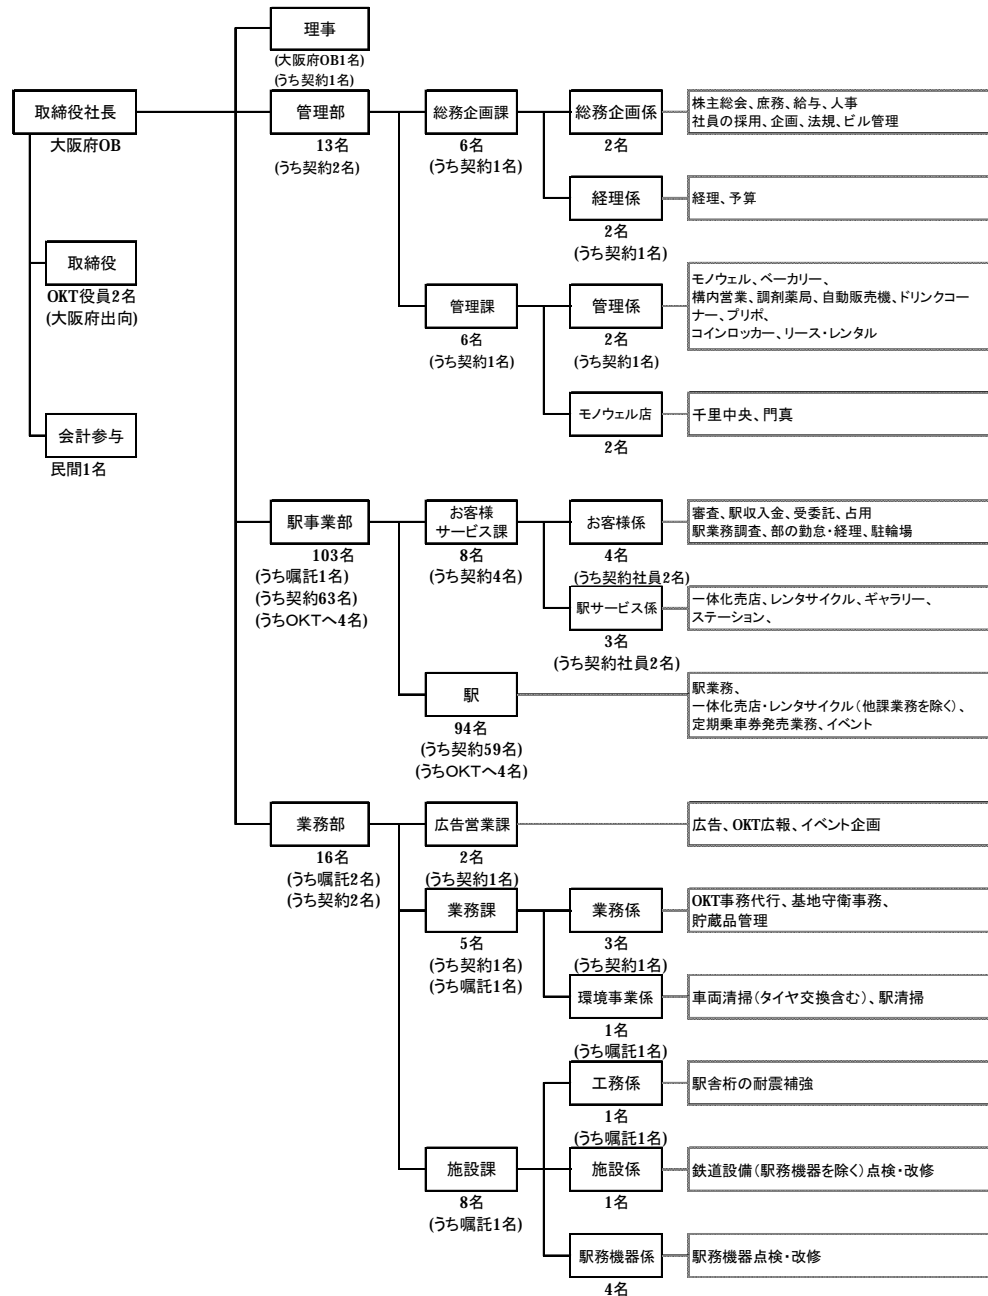 理事
(大阪府OB1名)
(うち契約1名)
取締役社長
大阪府OB
取締役
OKT役員2名
(大阪府出向)
会計参与
民間1名
管理部
13名
(うち契約2名)
総務企画課
6名
(うち契約1名)
総務企画係
2名
株主総会、庶務、給与、人事
社員の採用、企画、法規、ビル管理
経理係
2名
(うち契約1名)
経理、予算
管理課
6名
(うち契約1名)
管理係
2名
(うち契約1名)
モノウェル、ベーカリー、
構内営業、調剤薬局、自動販売機、ドリンクコー
ナー、プリポ、
コインロッカー、リース・レンタル
モノウェル店
2名
千里中央、門真
駅事業部
103名
(うち嘱託1名)
(うち契約63名)
(うちOKTへ4名)
お客様
サービス課
8名
(うち契約4名)
お客様係
4名
(うち契約社員2名)
審査、駅収入金、受委託、占用
駅業務調査、部の勤怠・経理、駐輪場
駅サービス係
3名
(うち契約社員2名)
一体化売店、レンタサイクル、ギャラリー、
ステーション、
駅
94名
(うち契約59名)
(うちOKTへ4名)
駅業務、
一体化売店・レンタサイクル(他課業務を除く)、
定期乗車券発売業務、イベント
業務部
16名
(うち嘱託2名)
(うち契約2名)
広告営業課
2名
(うち契約1名)
広告、OKT広報、イベント企画
業務課
5名
(うち契約1名)
(うち嘱託1名)
業務係
3名
(うち契約1名)
OKT事務代行、基地守衛事務、
貯蔵品管理
環境事業係
1名
(うち嘱託1名)
車両清掃(タイヤ交換含む)、駅清掃
施設課
8名
(うち嘱託1名)
工務係
1名
(うち嘱託1名)
駅舎桁の耐震補強
施設係
1名
鉄道設備(駅務機器を除く)点検・改修
駅務機器係
4名
駅務機器点検・改修